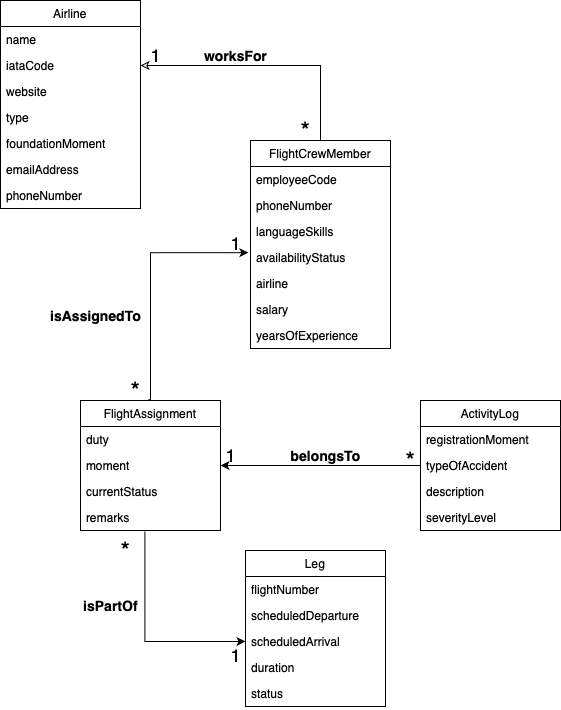 Airline
name
iataCode
website
type
foundationMoment
emailAddress
phoneNumber
1
worksFor
*
FlightCrewMember
employeeCode
phoneNumber
languageSkills
availabilityStatus
airline
salary
yearsOfExperience
1
isAssignedTo
*
FlightAssignment
duty
moment
currentStatus
remarks
1
belongsTo
*
ActivityLog
registrationMoment
typeOfAccident
description
severityLevel
*
isPartOf
1
Leg
flightNumber
scheduledDeparture
scheduledArrival
duration
status